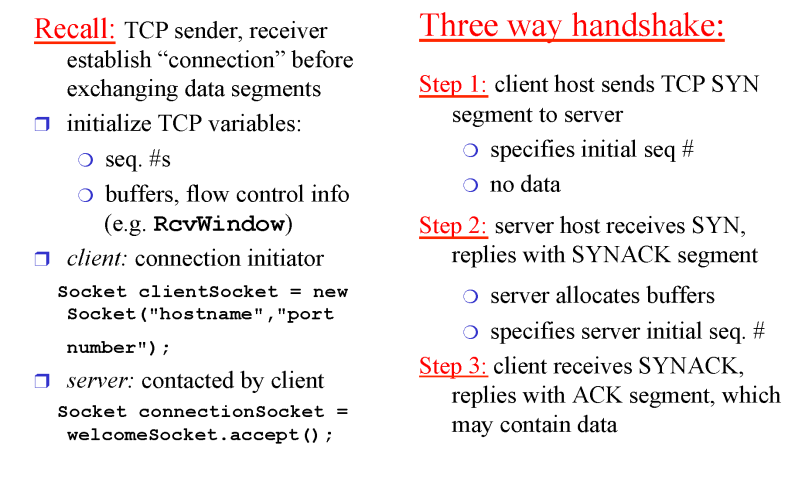 Recall: TCP sender, receiver
establish “connection” before
exchanging data segments
initialize TCP variables:
seq. #s
buffers, flow control info
(e.g. RcvWindow)
client: connection initiator
Socket clientSocket = new
Socket("hostname","port
number");
server: contacted by client
Socket connectionSocket =
welcomeSocket.accept();
Three way handshake:
Step 1: client host sends TCP SYN
segment to server
specifies initial seq #
no data
Step 2: server host receives SYN,
replies with SYNACK segment
server allocates buffers
specifies server initial seq. #
Step 3: client receives SYNACK,
replies with ACK segment, which
may contain data